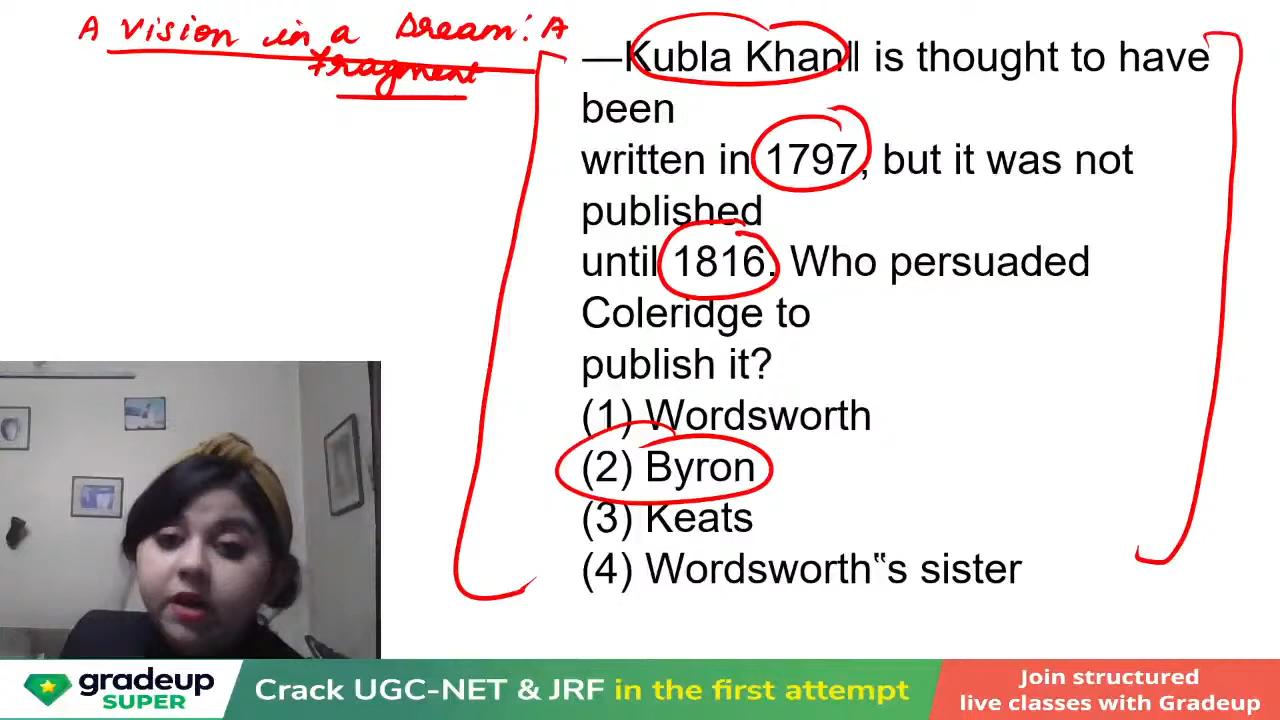 A vision in a Dream: A
fragment
―Kubla Khan‖ is thought to have
been
written in 1797, but it was not
published
until 1816. Who persuaded
Coleridge to
publish it?
(1) Wordsworth
(2) Byron
(3) Keats
(4) Wordsworth‟s sister
gradeup
SUPER
Crack UGC-NET & JRF in the first attempt
Join structured
live classes with Gradeup